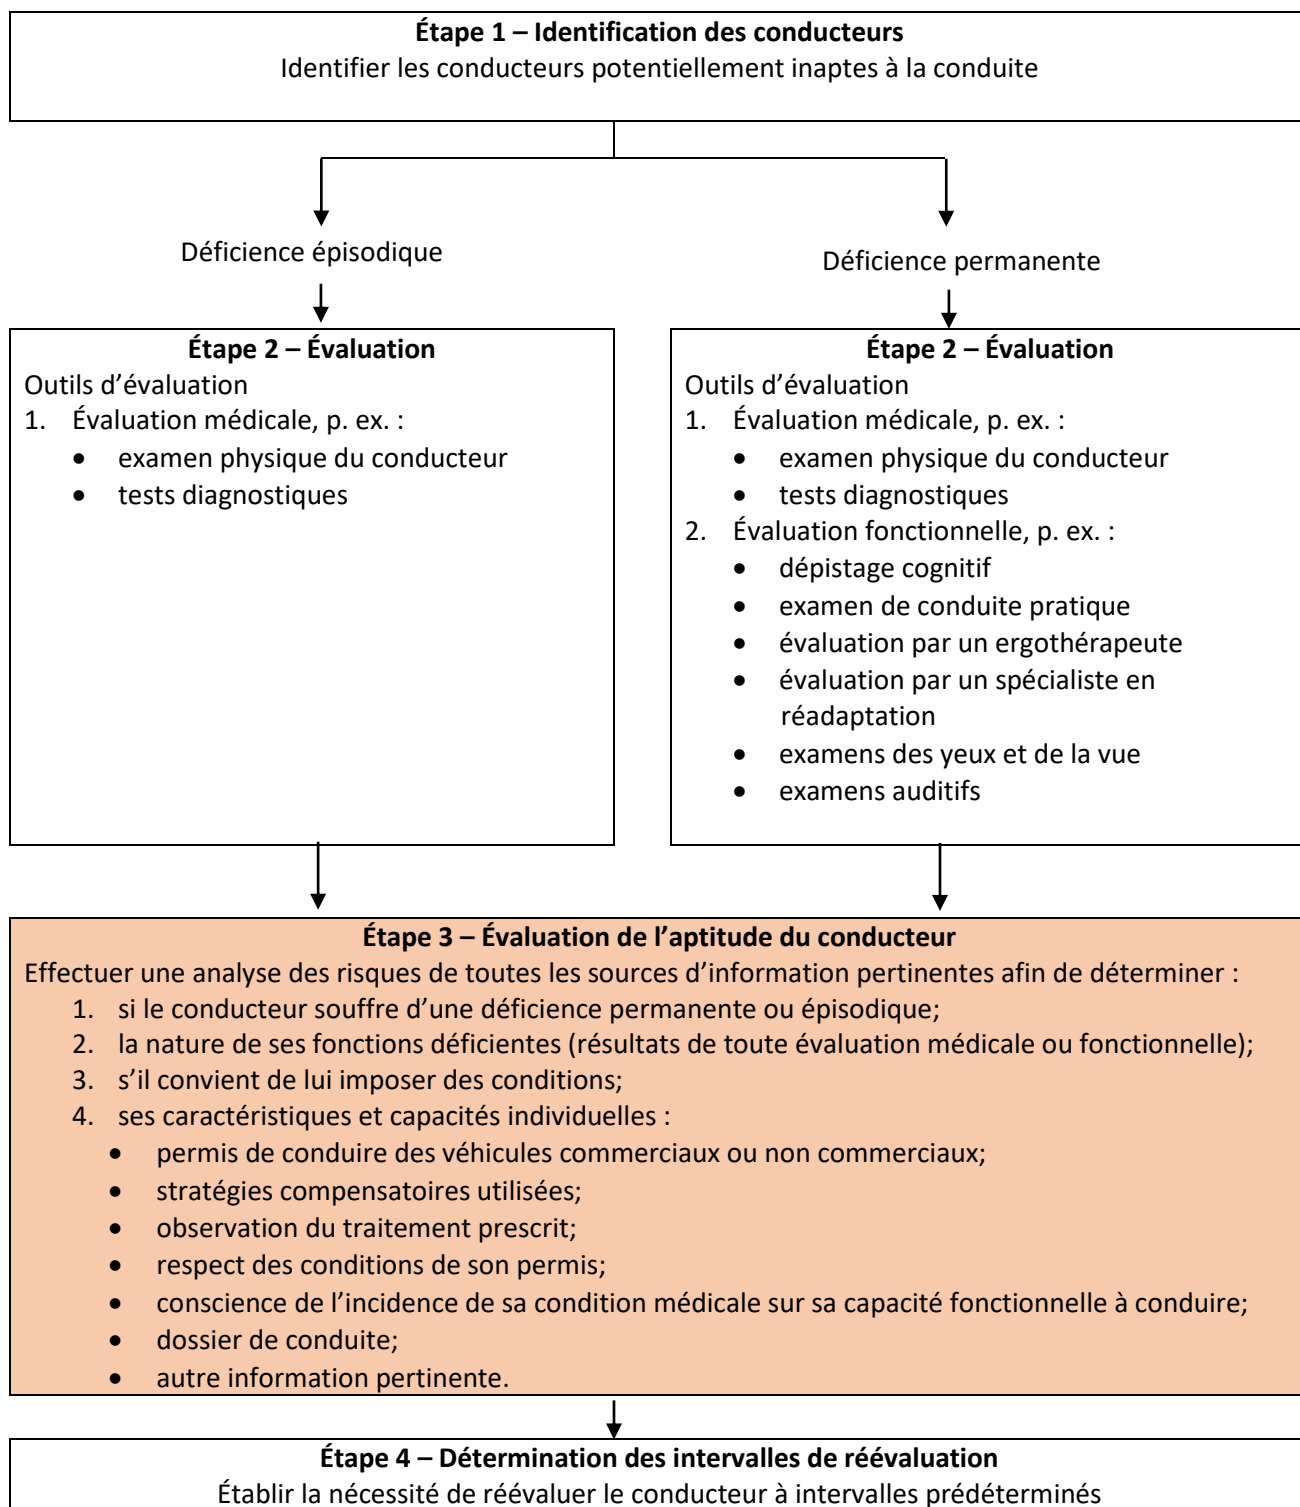 Étape 1 – Identification des conducteurs
Identifier les conducteurs potentiellement inaptes à la conduite
Déficience épisodique
Déficience permanente
Étape 2 – Évaluation
Outils d’évaluation
1. Évaluation médicale, p. ex. :
• examen physique du conducteur
• tests diagnostiques
Étape 2 – Évaluation
Outils d’évaluation
1. Évaluation médicale, p. ex. :
• examen physique du conducteur
• tests diagnostiques
2. Évaluation fonctionnelle, p. ex. :
• dépistage cognitif
• examen de conduite pratique
• évaluation par un ergothérapeute
• évaluation par un spécialiste en
réadaptation
• examens des yeux et de la vue
• examens auditifs
Étape 3 – Évaluation de l’aptitude du conducteur
Effectuer une analyse des risques de toutes les sources d’information pertinentes afin de déterminer :
1. si le conducteur souffre d’une déficience permanente ou épisodique;
2. la nature de ses fonctions déficientes (résultats de toute évaluation médicale ou fonctionnelle);
3. s’il convient de lui imposer des conditions;
4. ses caractéristiques et capacités individuelles :
• permis de conduire des véhicules commerciaux ou non commerciaux;
• stratégies compensatoires utilisées;
• observation du traitement prescrit;
• respect des conditions de son permis;
• conscience de l’incidence de sa condition médicale sur sa capacité fonctionnelle à conduire;
• dossier de conduite;
• autre information pertinente.
Étape 4 – Détermination des intervalles de réévaluation
Établir la nécessité de réévaluer le conducteur à intervalles prédéterminés